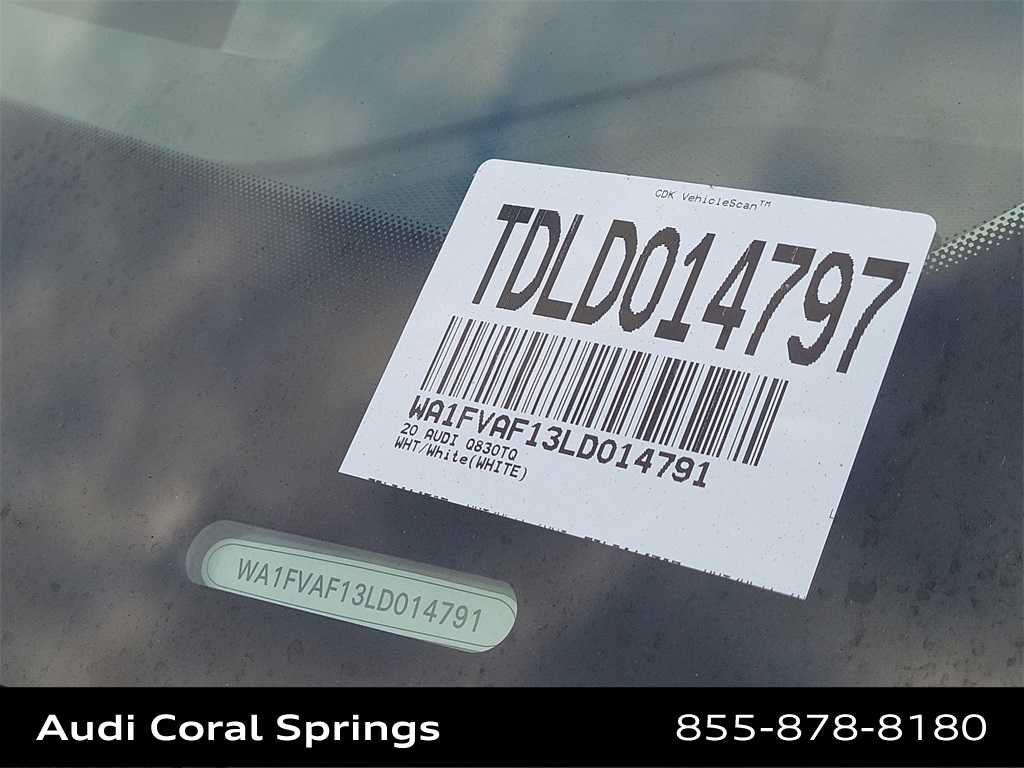 CDK VehicleScan™
TDLD014797
WA1FVAF13LD014791
20 AUDI Q830TQ
WHT/White(WHITE)
WA1FVAF13LD014791
Audi Coral Springs
855-878-8180